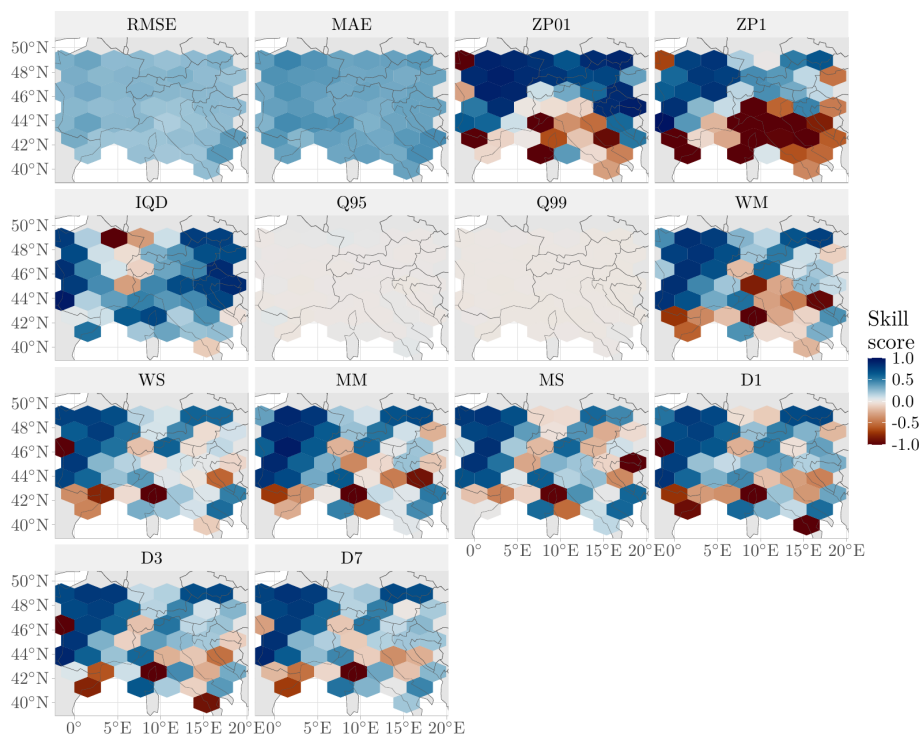 RMSE MAE ZP01 ZP1
50°N
48°N
46°N
44°N
42°N
40°N
IQD Q95 Q99 WM
50°N
48°N
46°N
44°N
42°N
40°N
Skill
score
1.0
0.5
0.0
-0.5
-1.0
WS MM MS D1
50°N
48°N
46°N
44°N
42°N
40°N
0° 5°E 10°E 15°E 20°E 0° 5°E 10°E 15°E 20°E
D3 D7
50°N
48°N
46°N
44°N
42°N
40°N
0° 5°E 10°E 15°E 20°E 0° 5°E 10°E 15°E 20°E